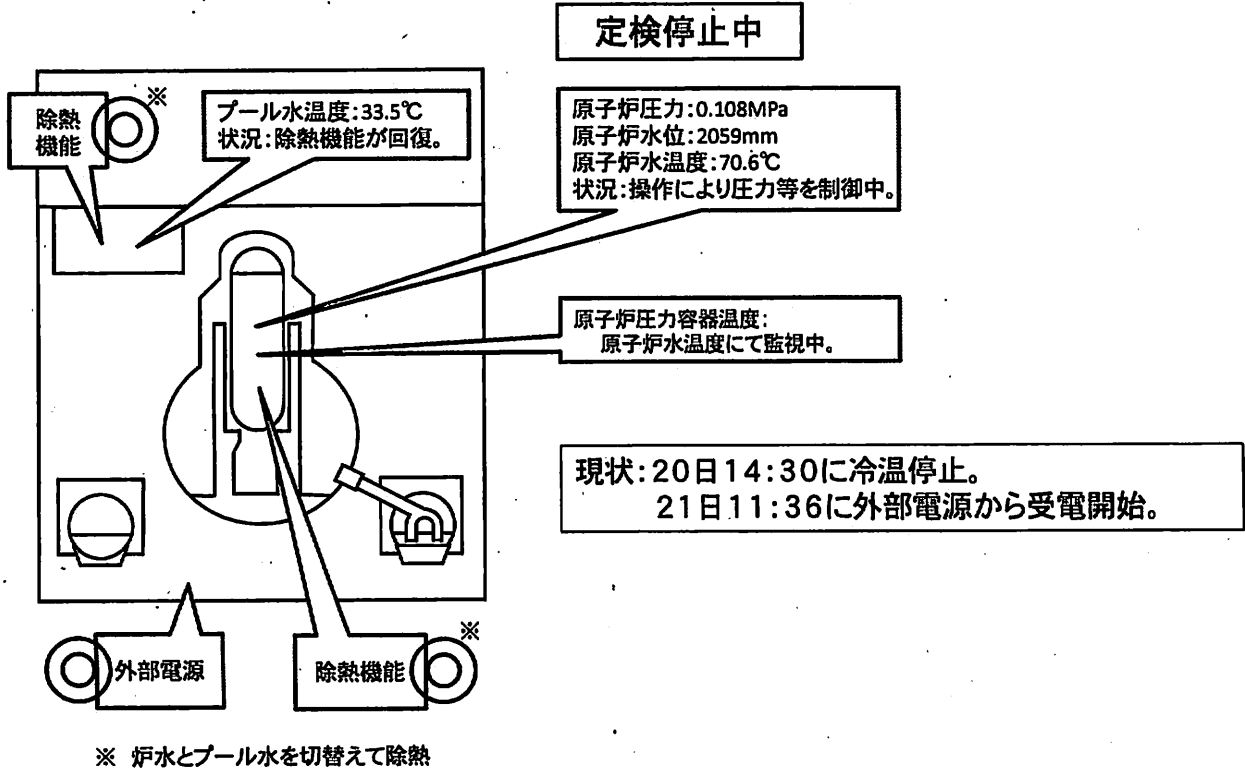 定検停止中
※
除熱
機能
プール水温度:33.5℃
状況:除熱機能が回復。
原子炉圧力:0.108MPa
原子炉水位:2059mm
原子炉水温度:70.6℃
状況:操作により圧力等を制御中。
原子炉圧力容器温度:
原子炉水温度にて監視中。
現状:20日14:30に冷温停止。
21日11:36に外部電源から受電開始。
外部電源
除熱機能
※
※ 炉水とプール水を切替えて除熱